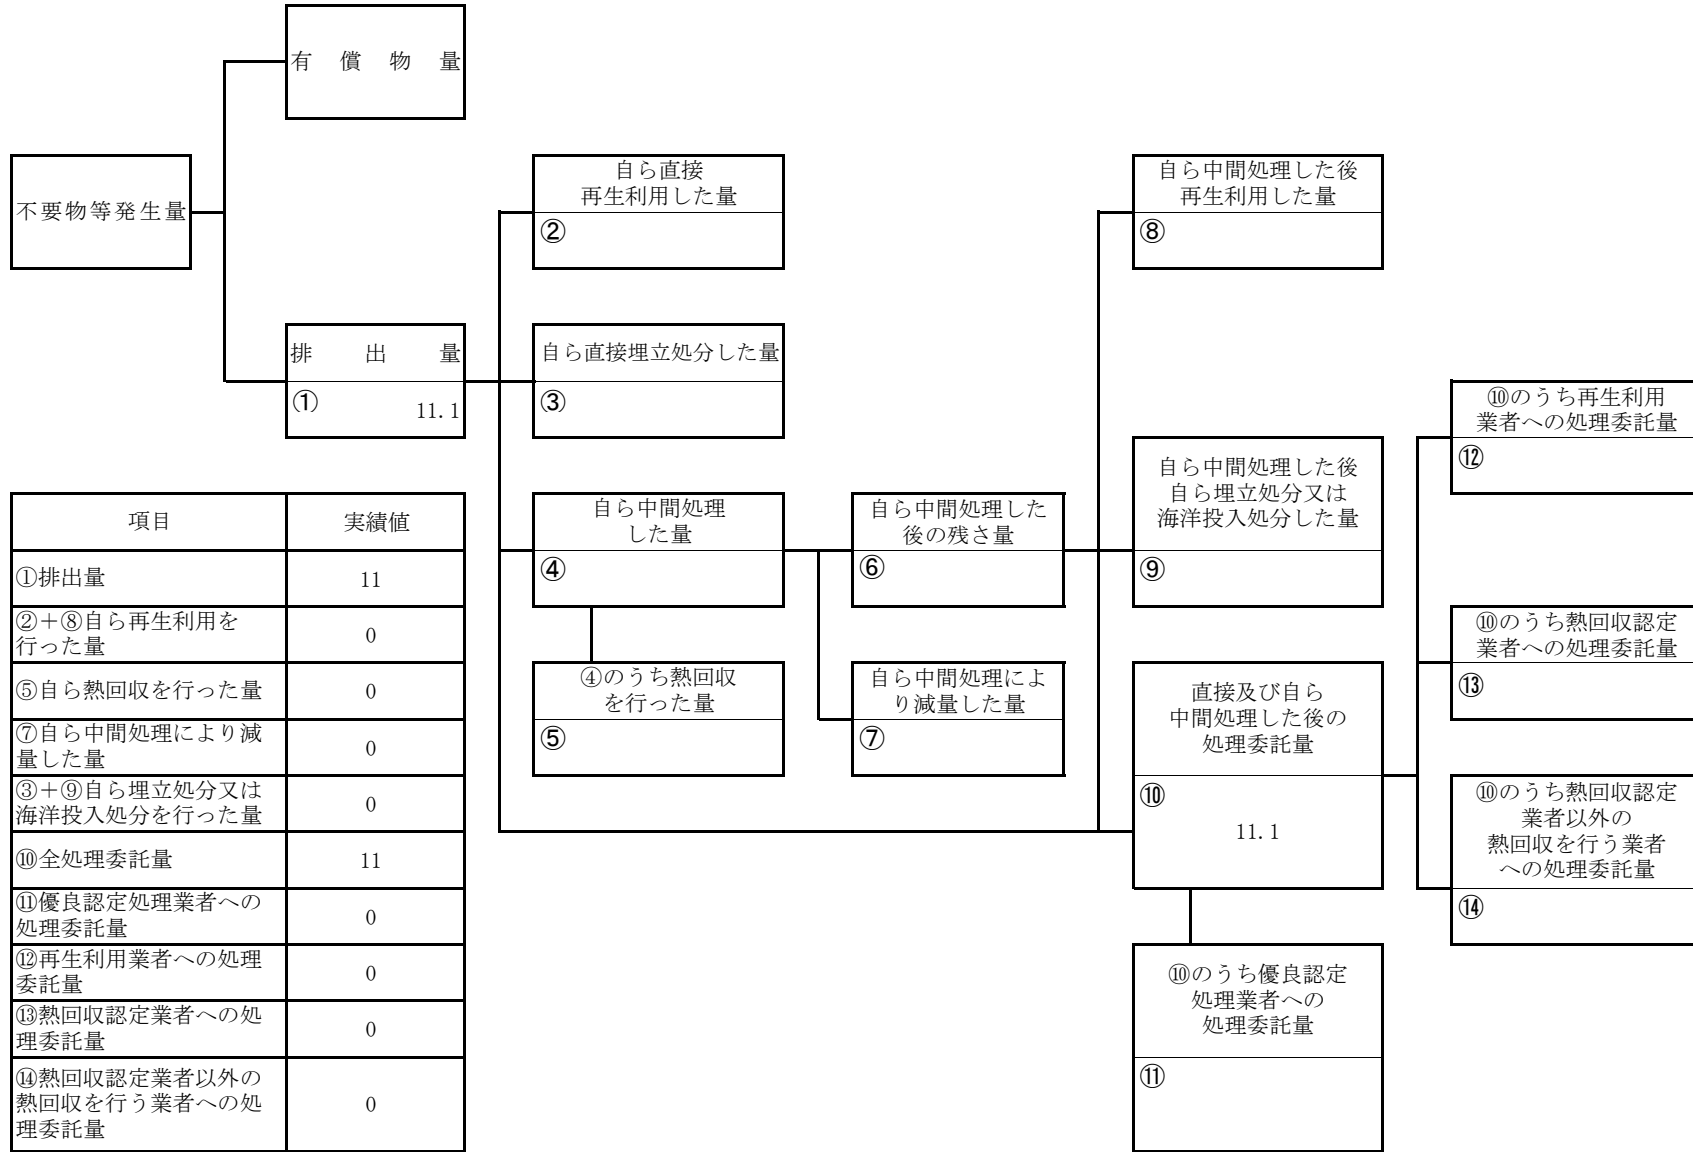 有償物量
不要物等発生量
排出量
①
11.1
自ら直接
再生利用した量
②
自ら直接埋立処分した量
③
自ら中間処理
した量
④
④のうち熱回収
を行った量
⑤
自ら中間処理した
後の残さ量
⑥
自ら中間処理によ
り減量した量
⑦
自ら中間処理した後
再生利用した量
⑧
自ら中間処理した後
自ら埋立処分又は
海洋投入処分した量
⑨
直接及び自ら
中間処理した後の
処理委託量
⑩
11.1
⑩のうち優良認定
処理業者への
処理委託量
⑪
⑩のうち再生利用
業者への処理委託量
⑫
⑩のうち熱回収認定
業者への処理委託量
⑬
⑩のうち熱回収認定
業者以外の
熱回収を行う業者
への処理委託量
⑭
項目 実績値
①排出量 11
②＋⑧自ら再生利用を
行った量 0
⑤自ら熱回収を行った量 0
⑦自ら中間処理により減
量した量 0
③＋⑨自ら埋立処分又は
海洋投入処分を行った量 0
⑩全処理委託量 11
⑪優良認定処理業者への
処理委託量 0
⑫再生利用業者への処理
委託量 0
⑬熱回収認定業者への処
理委託量 0
⑭熱回収認定業者以外の
熱回収を行う業者への処 0
理委託量